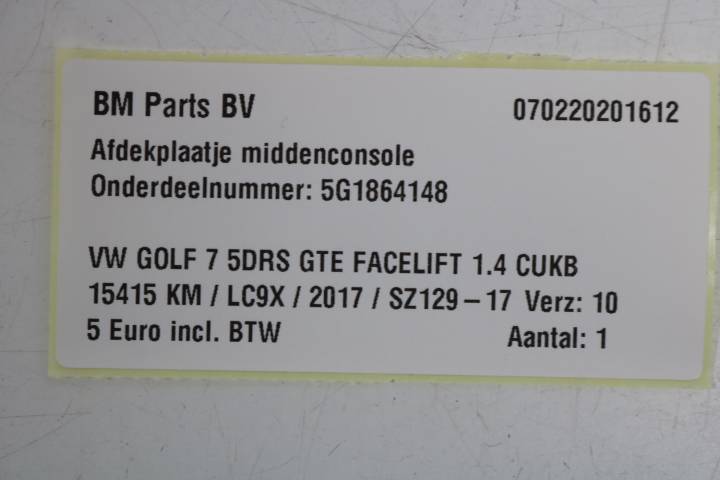 BM Parts BV 070220201612
Afdekplaatje middenconsole
Onderdeelnummer: 5G1864148
VW GOLF 7 5DRS GTE FACELIFT 1.4 CUKB
15415 KM / LC9X / 2017 / SZ129-17 Verz: 10
5 Euro incl. BTW Aantal: 1